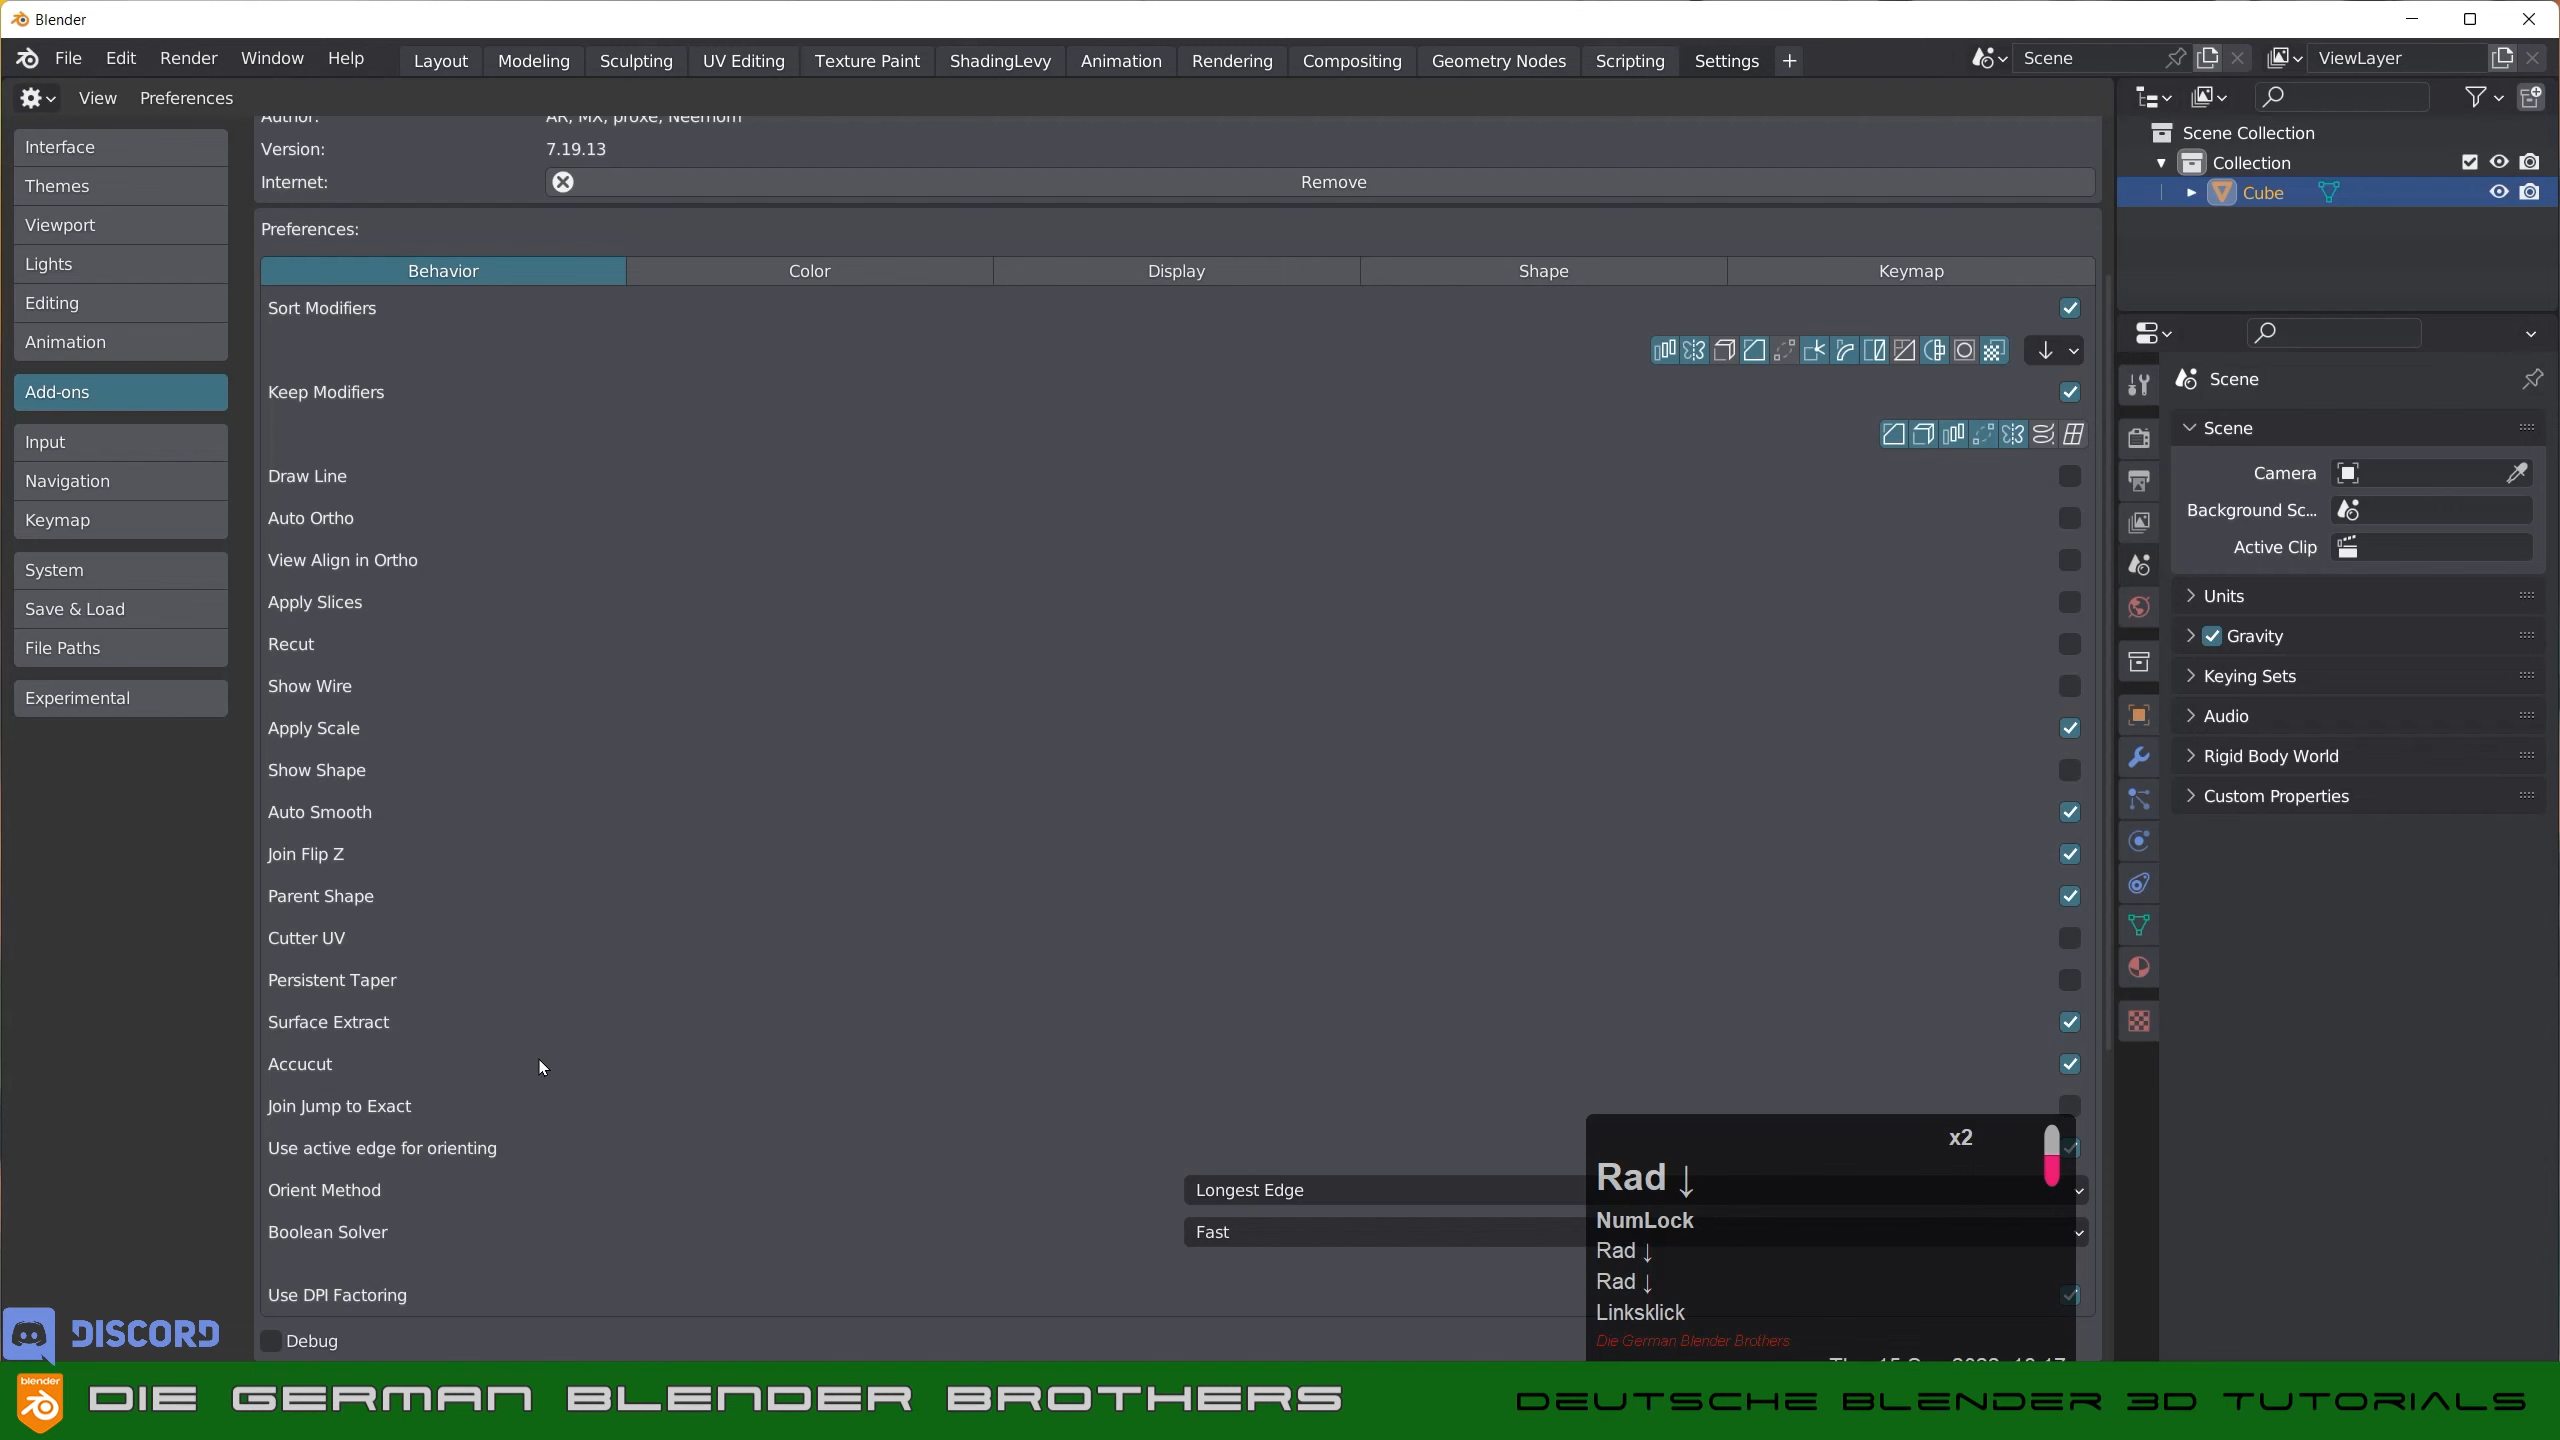 Blender
File Edit Render Window Help Layout Modeling Sculpting UV Editing Texture Paint ShadingLevy Animation Rendering Compositing Geometry Nodes Scripting Settings + Scene ViewLayer
View Preferences
Interface
Themes
Viewport
Lights
Editing
Animation
Add-ons
Input
Navigation
Keymap
System
Save & Load
File Paths
Experimental
Author: AR, MX, proxe, Neerhom
Version: 7.19.13
Internet: Remove
Preferences:
Behavior Color Display Shape Keymap
Sort Modifiers
Keep Modifiers
Draw Line
Auto Ortho
View Align in Ortho
Apply Slices
Recut
Show Wire
Apply Scale
Show Shape
Auto Smooth
Join Flip Z
Parent Shape
Cutter UV
Persistent Taper
Surface Extract
Accucut
Join Jump to Exact
Use active edge for orienting
Orient Method Longest Edge
Boolean Solver Fast
Use DPI Factoring
Debug
Scene Collection
Collection
Cube
Scene
Scene
Camera
Background Sc...
Active Clip
Units
Gravity
Keying Sets
Audio
Rigid Body World
Custom Properties
x2
Rad ↓
NumLock
Rad ↓
Rad ↓
Linksklick
Die German Blender Brothers
DISCORD
blender
DIE GERMAN BLENDER BROTHERS
DEUTSCHE BLENDER 3D TUTORIALS